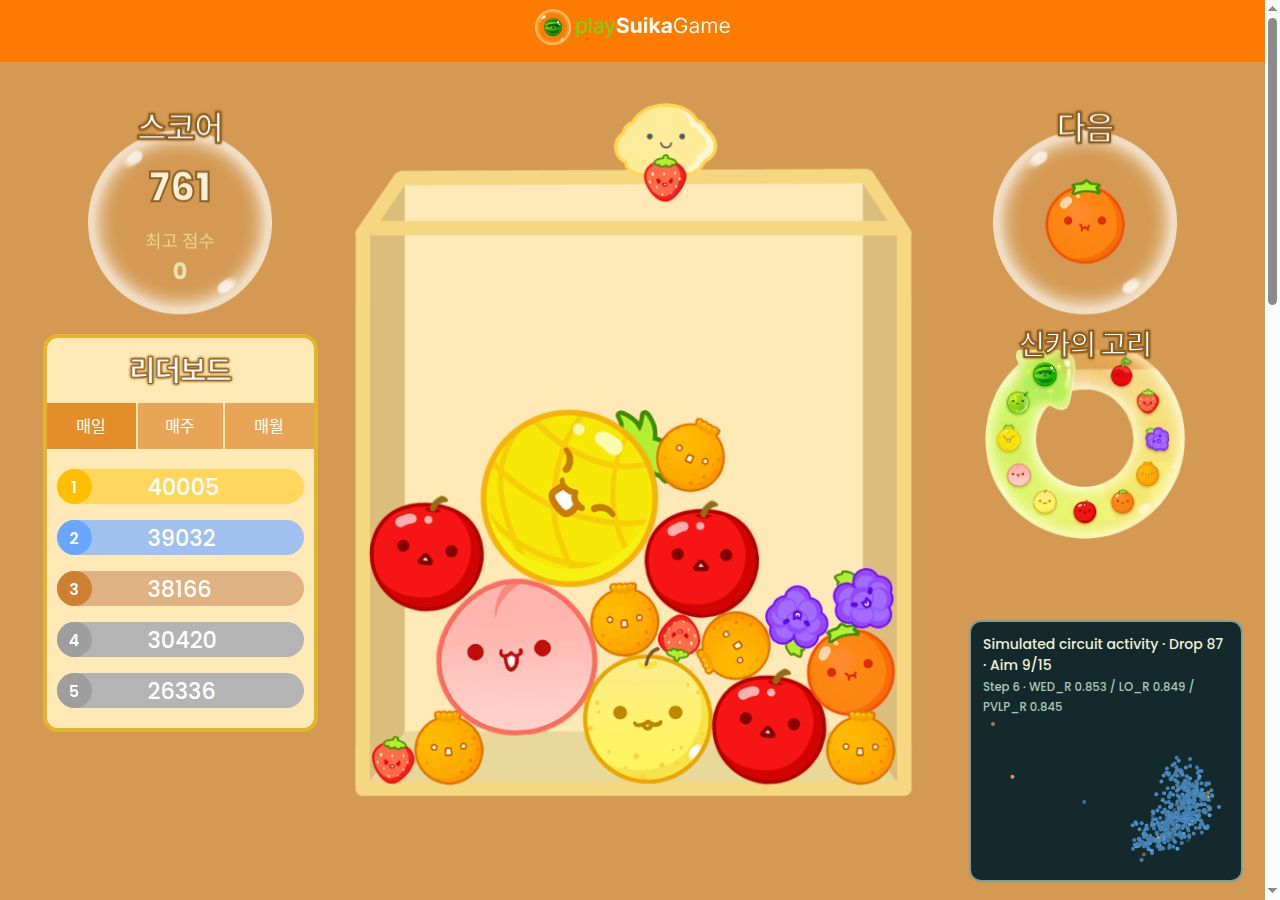 playSuikaGame
스코어
761
최고 점수
0
리더보드
매일 매주 매월
1 40005
2 39032
3 38166
4 30420
5 26336
다음
신카의 고리
Simulated circuit activity · Drop 87
· Aim 9/15
Step 6 · WED_R 0.853 / LO_R 0.849 /
PVLP_R 0.845